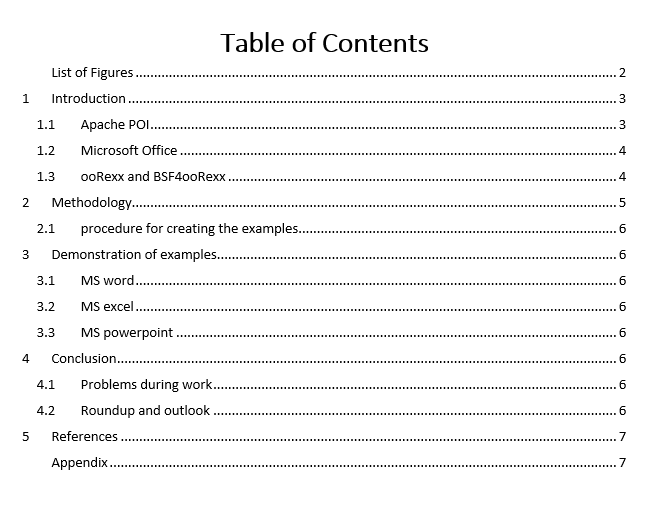 Table of Contents
List of Figures ........ 2
1 Introduction ........ 3
1.1 Apache POI ........ 3
1.2 Microsoft Office ........ 4
1.3 ooRexx and BSF4ooRexx ........ 4
2 Methodology ........ 5
2.1 procedure for creating the examples ........ 6
3 Demonstration of examples ........ 6
3.1 MS word ........ 6
3.2 MS excel ........ 6
3.3 MS powerpoint ........ 6
4 Conclusion ........ 6
4.1 Problems during work ........ 6
4.2 Roundup and outlook ........ 6
5 References ........ 7
Appendix ........ 7